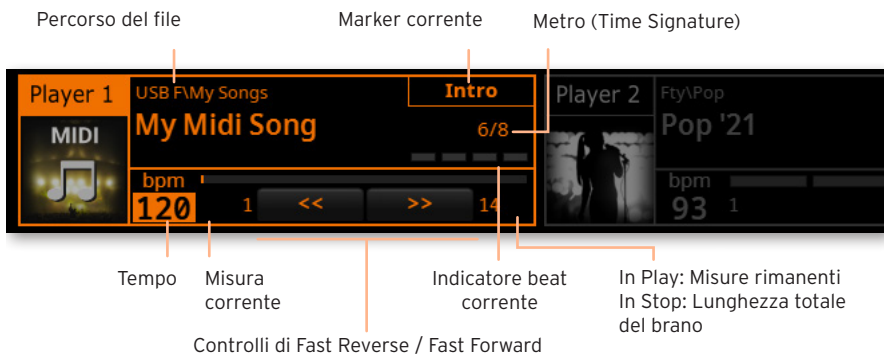 Percorso del file
Marker corrente
Metro (Time Signature)
Player 1
USB F\My Songs
Intro
Player 2
Fty\Pop
MIDI
My Midi Song
6/8
Pop '21
bpm
120
1
<<
>>
14
bpm
93
1
Tempo
Misura
corrente
Indicatore beat
corrente
In Play: Misure rimanenti
In Stop: Lunghezza totale
del brano
Controlli di Fast Reverse / Fast Forward